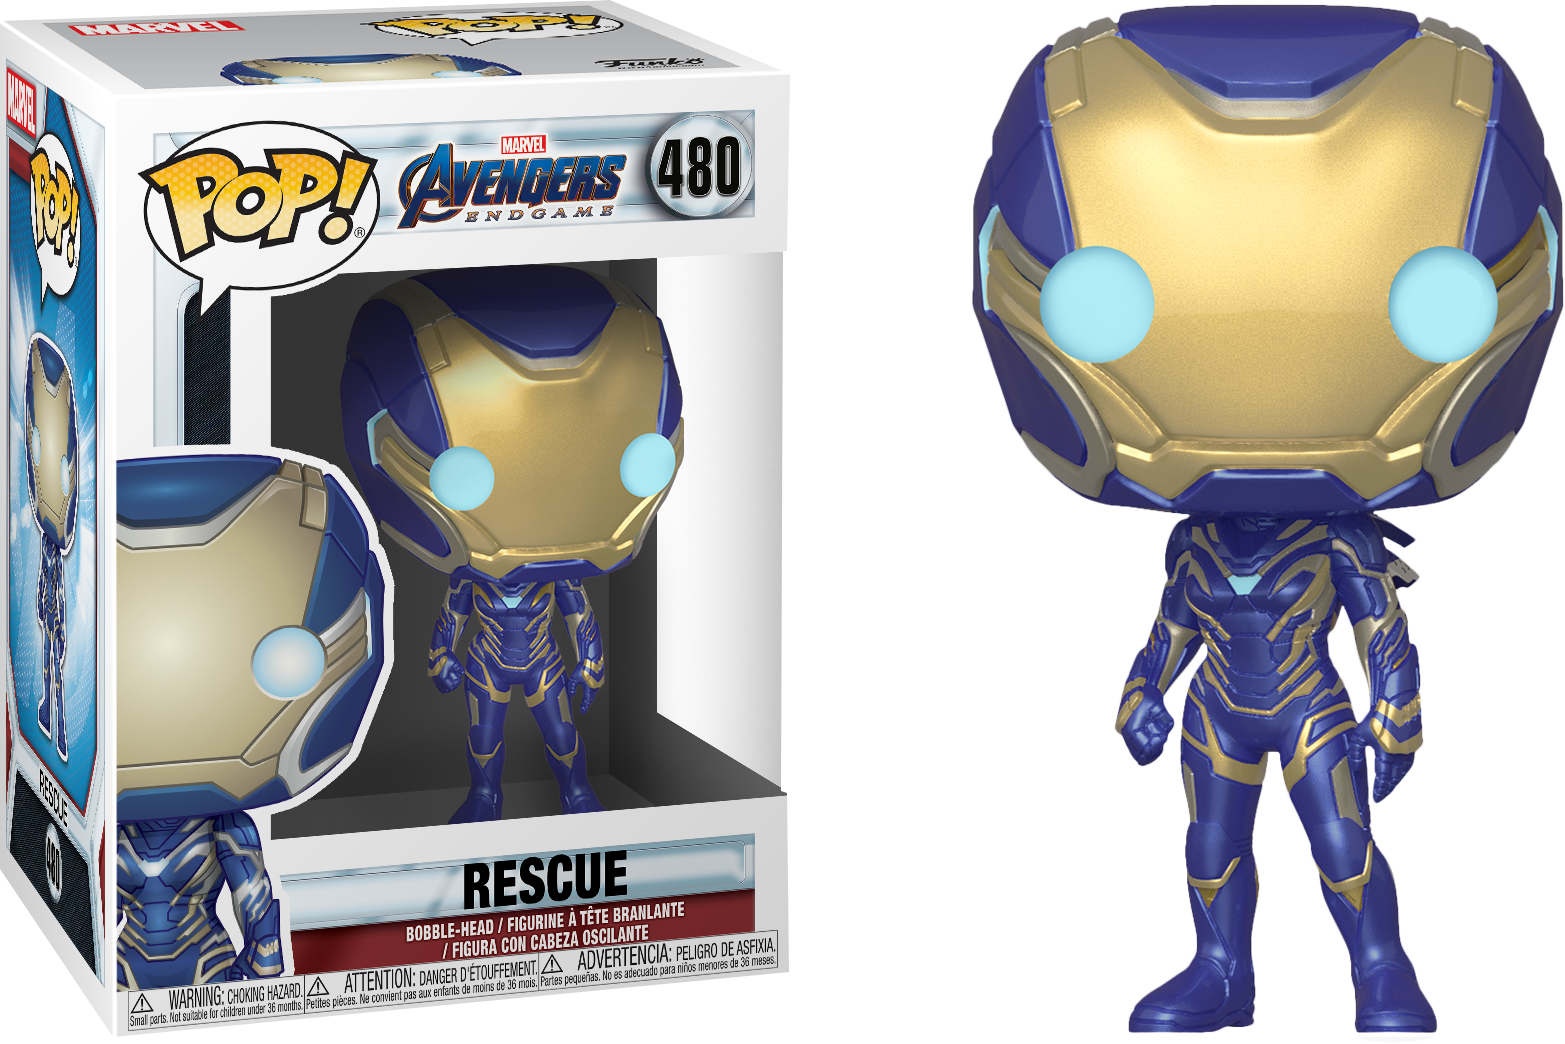 MARVEL
POP!
Funko
MARVEL
POP!
RESCUE
480
POP!®
MARVEL
AVENGERS
ENDGAME
480
RESCUE
BOBBLE-HEAD / FIGURINE À TÊTE BRANLANTE
/ FIGURA CON CABEZA OSCILANTE
WARNING: CHOKING HAZARD.
Small parts. Not suitable for children under 36 months.
ATTENTION: DANGER D'ÉTOUFFEMENT.
Petites pièces. Ne convient pas aux enfants de moins de 36 mois.
ADVERTENCIA: PELIGRO DE ASFIXIA.
Partes pequeñas. No es adecuado para niños menores de 36 meses.